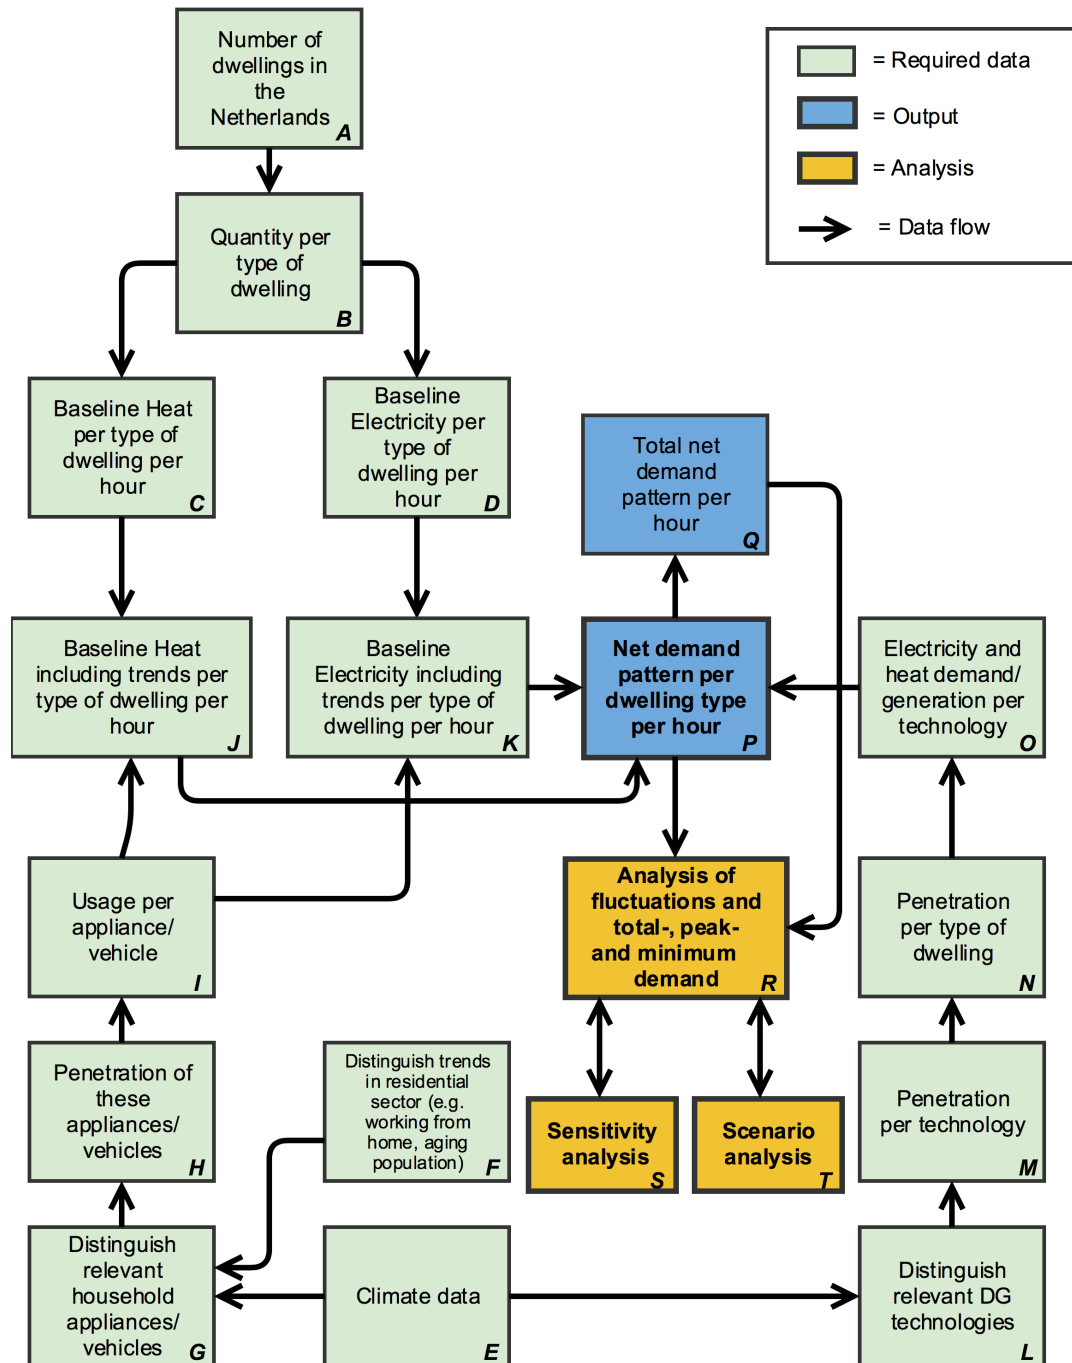 Number of
dwellings in
the
Netherlands
A
= Required data
= Output
= Analysis
= Data flow
Quantity per
type of
dwelling
B
Baseline Heat
per type of
dwelling per
hour
C
Baseline
Electricity per
type of
dwelling per
hour
D
Total net
demand
pattern per
hour
Q
Baseline Heat
including trends per
type of dwelling per
hour
J
Baseline
Electricity including
trends per type of
dwelling per hour
K
Net demand
pattern per
dwelling type
per hour
P
Electricity and
heat demand/
generation per
technology
O
Usage per
appliance/
vehicle
I
Analysis of
fluctuations and
total-, peak-
and minimum
demand
R
Penetration
per type of
dwelling
N
Penetration of
these
appliances/
vehicles
H
Distinguish trends
in residential
sector (e.g.
working from
home, aging
population)
F
Sensitivity
analysis
S
Scenario
analysis
T
Penetration
per technology
M
Distinguish
relevant
household
appliances/
vehicles
G
Climate data
E
Distinguish
relevant DG
technologies
L